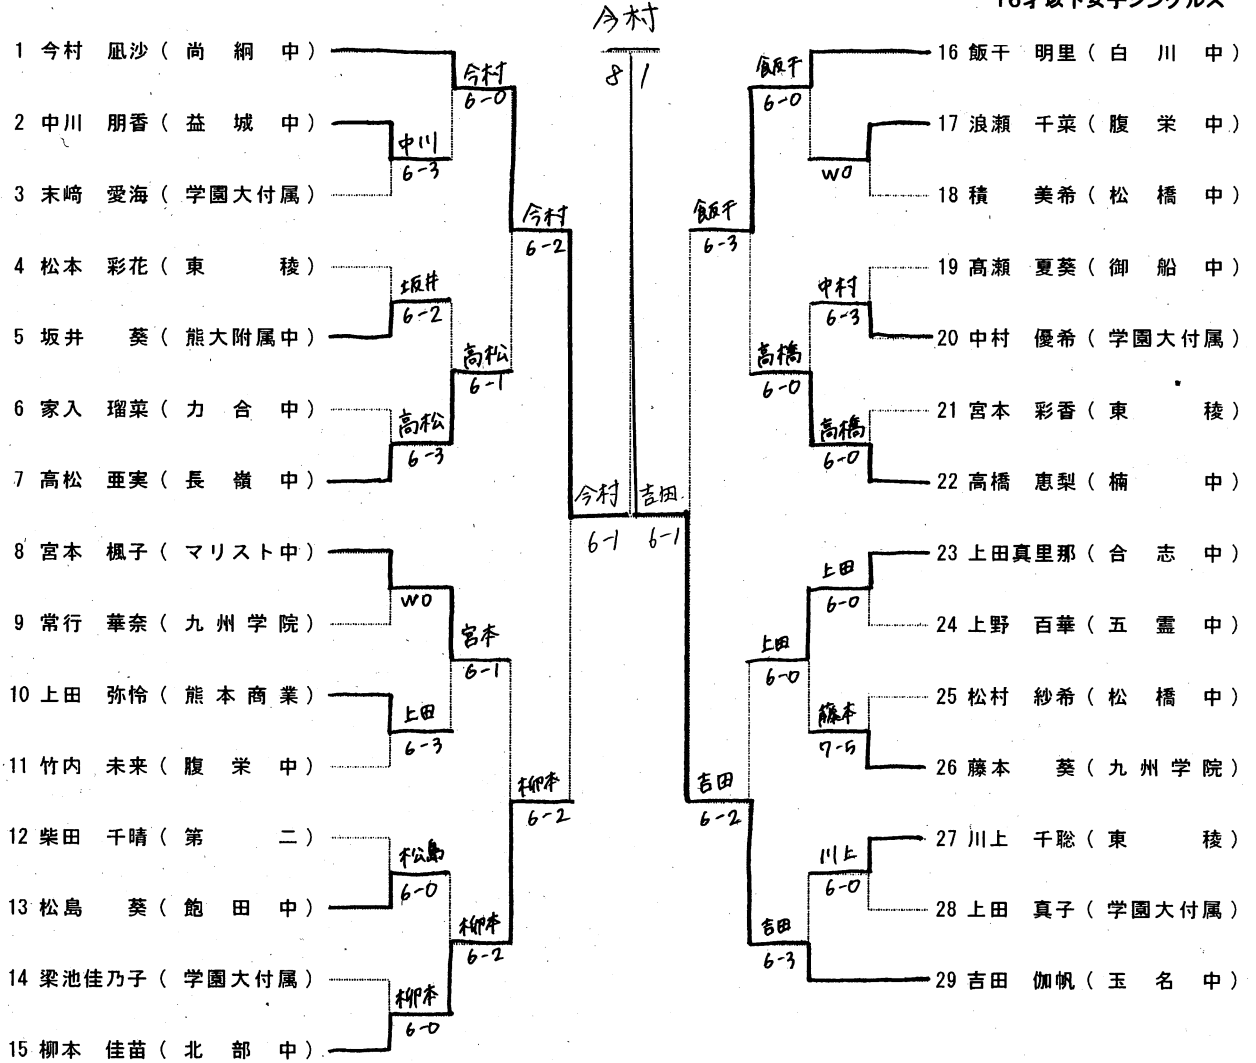 16才以下女子シングルス
今村
8 1
1 今村 凪沙 ( 尚絅中 )
今村
6-0
2 中川 朋香 ( 益城中 )
中川
6-3
3 末﨑 愛海 ( 学園大付属 )
今村
6-2
4 松本 彩花 ( 東稜 )
坂井
6-2
5 坂井 葵 ( 熊大附属中 )
高松
6-1
6 家入 瑠菜 ( 力合中 )
高松
6-3
7 高松 亜実 ( 長嶺中 )
今村
6-1
8 宮本 楓子 ( マリスト中 )
WO
9 常行 華奈 ( 九州学院 )
宮本
6-1
10 上田 弥怜 ( 熊本商業 )
上田
6-3
11 竹内 未来 ( 腹栄中 )
柳本
6-2
12 柴田 千晴 ( 第二 )
松島
6-0
13 松島 葵 ( 飽田中 )
柳本
6-2
14 梁池佳乃子 ( 学園大付属 )
柳本
6-0
15 柳本 佳苗 ( 北部中 )
16 飯干 明里 ( 白川中 )
飯干
6-0
17 浪瀬 千菜 ( 腹栄中 )
WO
18 積 美希 ( 松橋中 )
飯干
6-3
19 髙瀬 夏葵 ( 御船中 )
中村
6-3
20 中村 優希 ( 学園大付属 )
高橋
6-0
21 宮本 彩香 ( 東稜 )
高橋
6-0
22 高橋 恵梨 ( 楠中 )
吉田
6-1
23 上田真里那 ( 合志中 )
上田
6-0
24 上野 百華 ( 五霊中 )
上田
6-0
25 松村 紗希 ( 松橋中 )
藤本
7-5
26 藤本 葵 ( 九州学院 )
吉田
6-2
27 川上 千聡 ( 東稜 )
川上
6-0
28 上田 真子 ( 学園大付属 )
吉田
6-3
29 吉田 伽帆 ( 玉名中 )